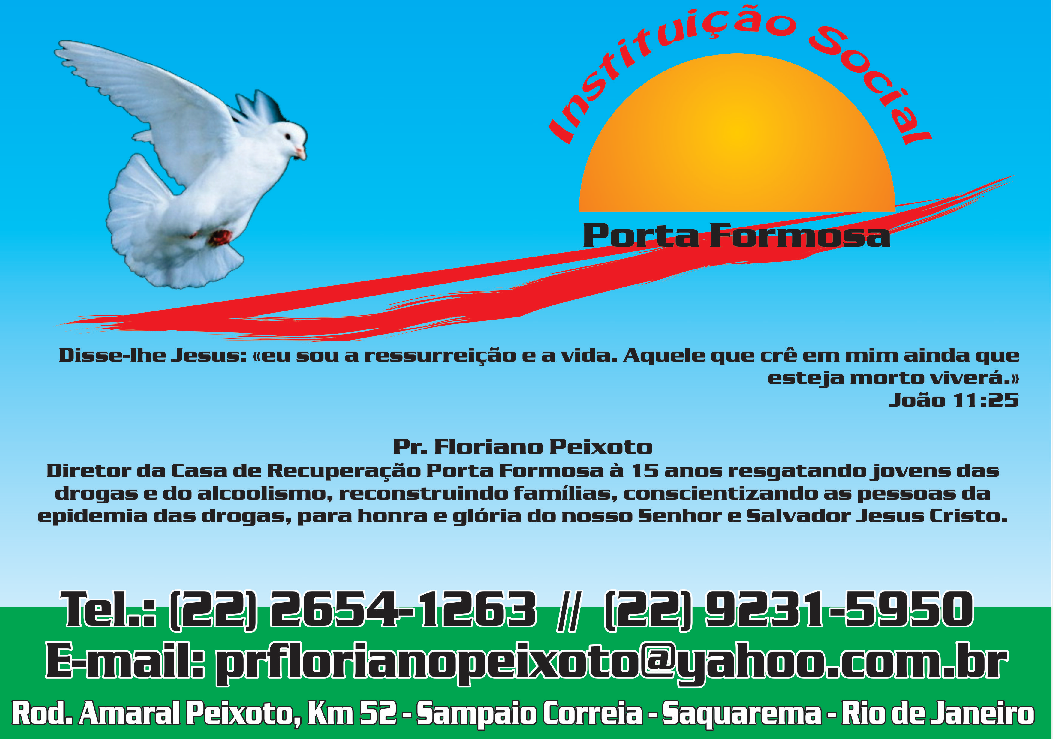 Instituição Social
Porta Formosa
Disse-lhe Jesus: «eu sou a ressurreição e a vida. Aquele que crê em mim ainda que
esteja morto viverá.»
João 11:25
Pr. Floriano Peixoto
Diretor da Casa de Recuperação Porta Formosa à 15 anos resgatando jovens das
drogas e do alcoolismo, reconstruindo famílias, conscientizando as pessoas da
epidemia das drogas, para honra e glória do nosso Senhor e Salvador Jesus Cristo.
Tel.: (22) 2654-1263 // (22) 9231-5950
E-mail: prflorianopeixoto@yahoo.com.br
Rod. Amaral Peixoto, Km 52 - Sampaio Correia - Saquarema - Rio de Janeiro